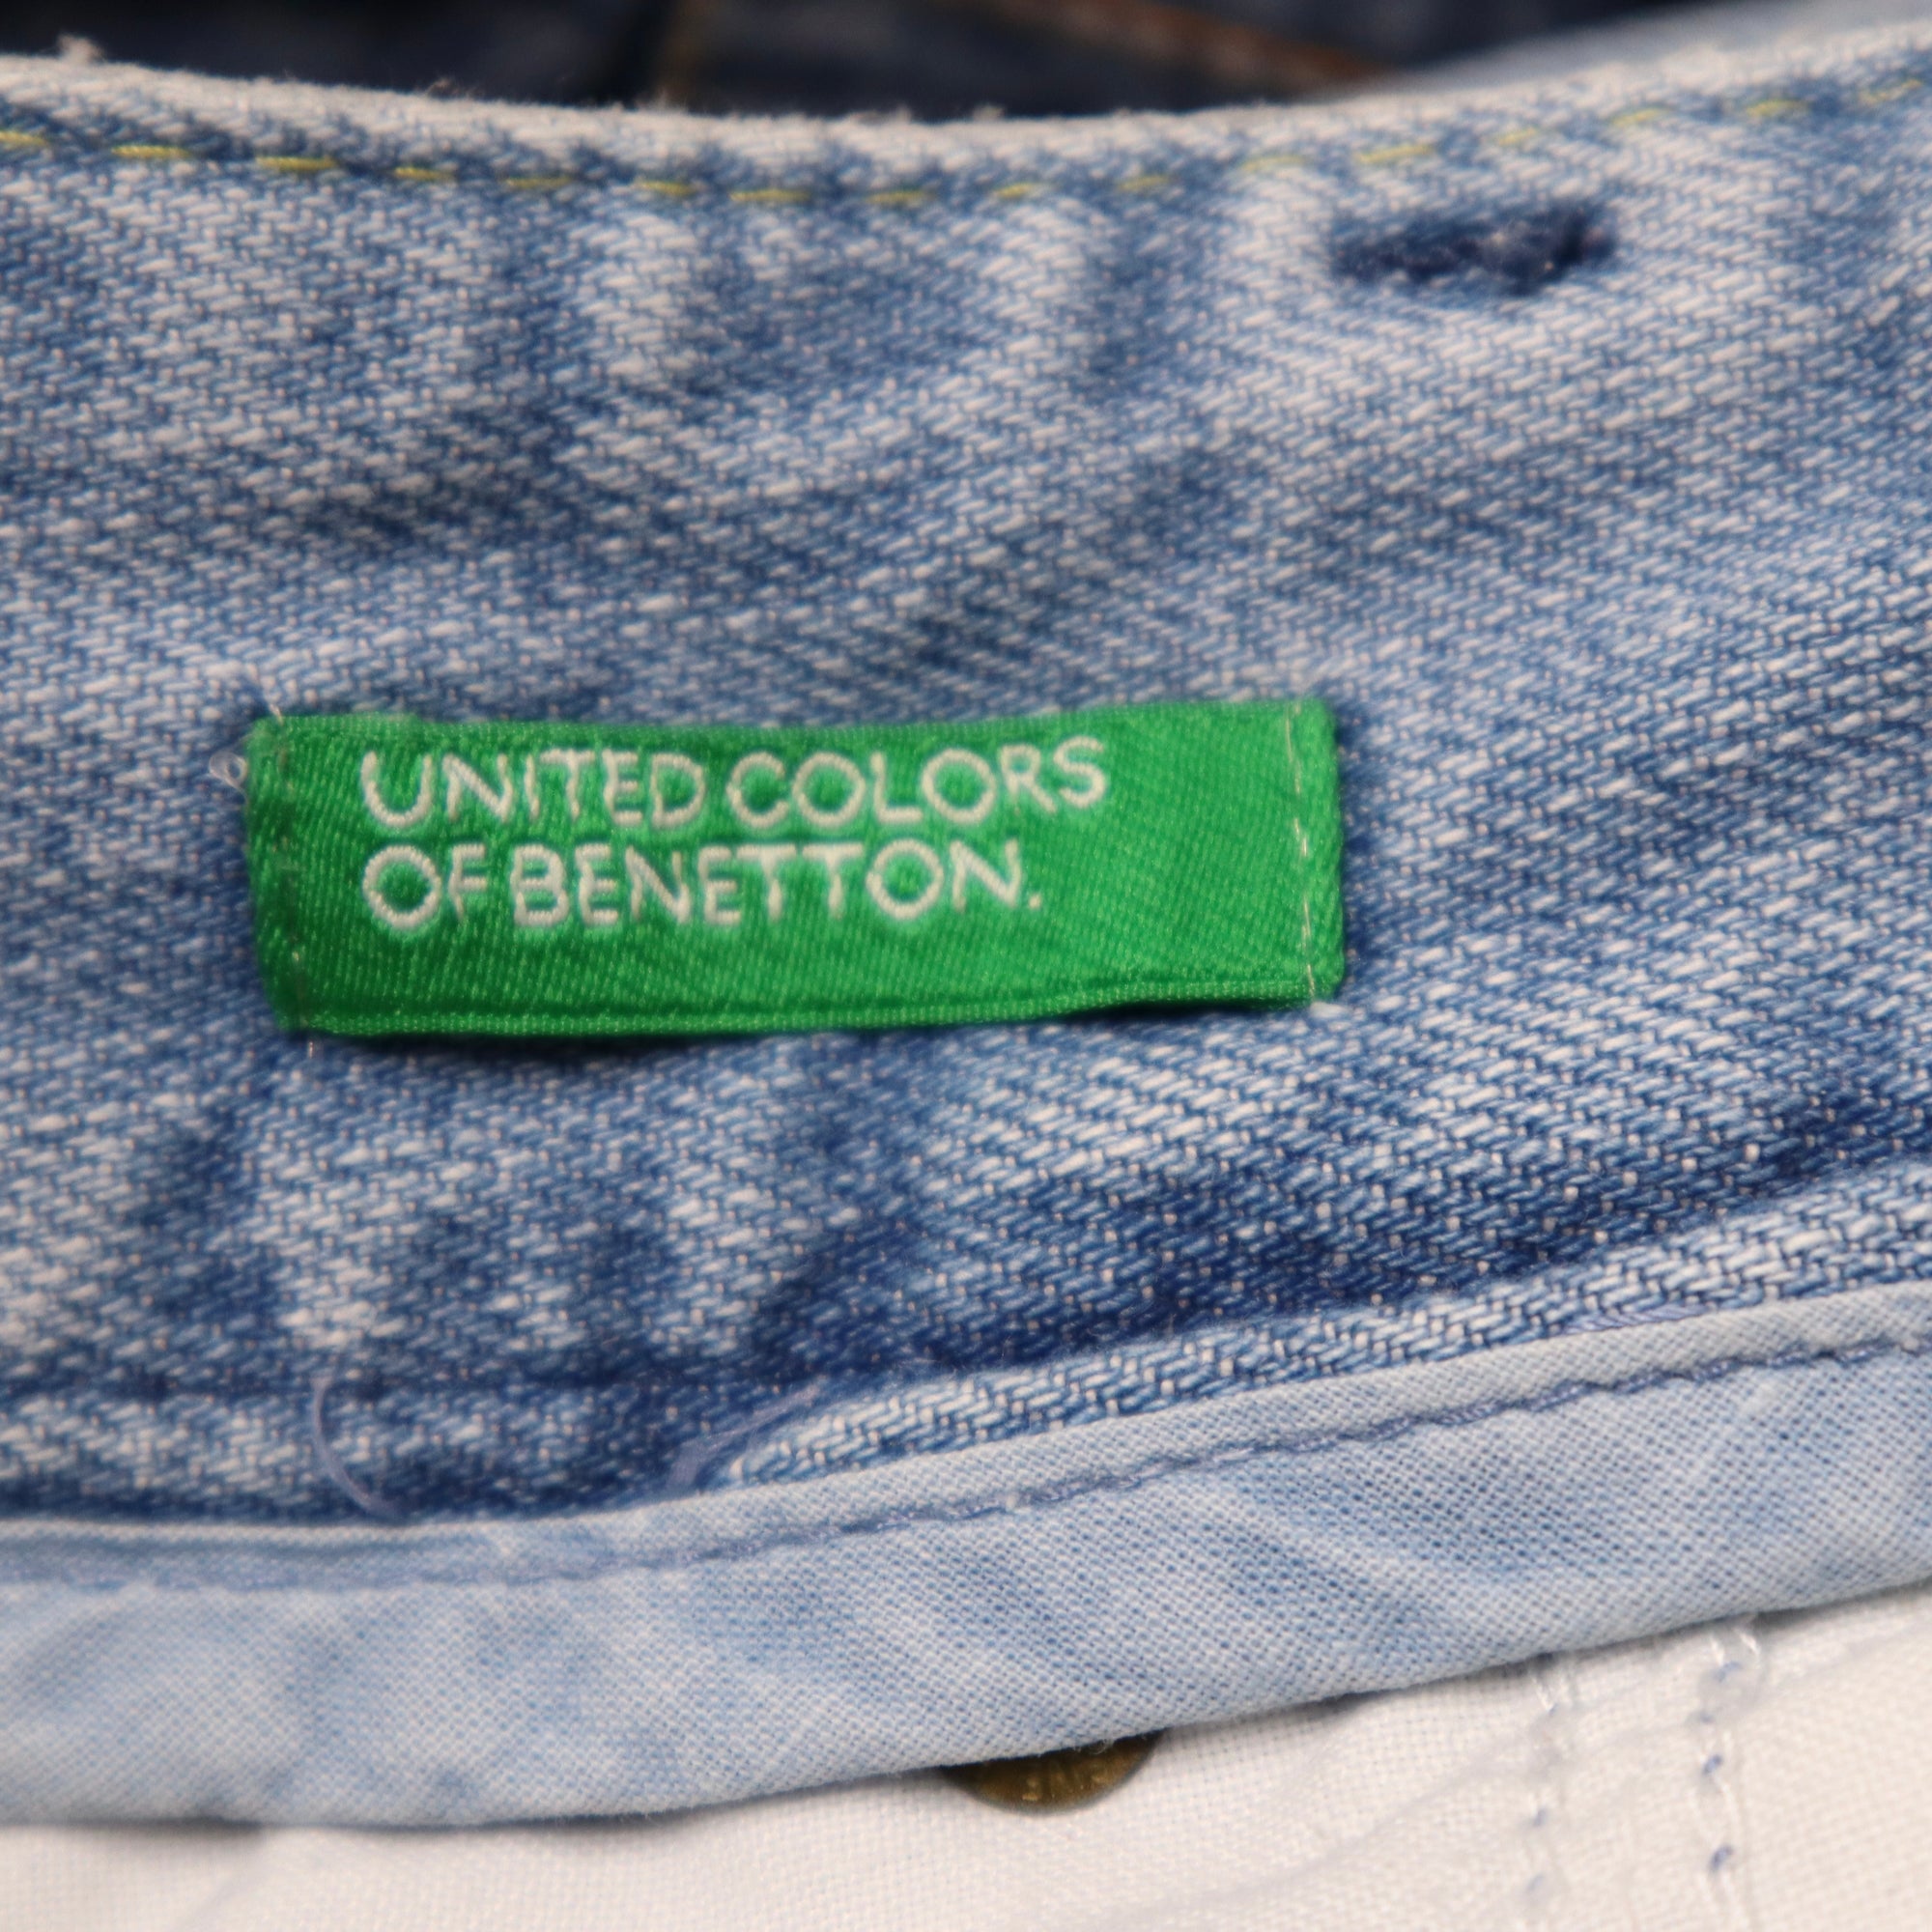 UNITED COLORS
OF BENETTON.